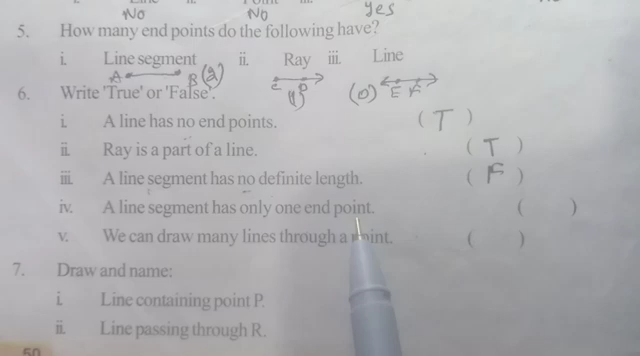 No No Yes
5. How many end points do the following have?
i. Line segment ii. Ray iii. Line
A B (2) C D (1) (0) E F
6. Write 'True' or 'False'.
i. A line has no end points. ( T )
ii. Ray is a part of a line. ( T )
iii. A line segment has no definite length. ( F )
iv. A line segment has only one end point. ( )
v. We can draw many lines through a point. ( )
7. Draw and name:
i. Line containing point P.
ii. Line passing through R.
50